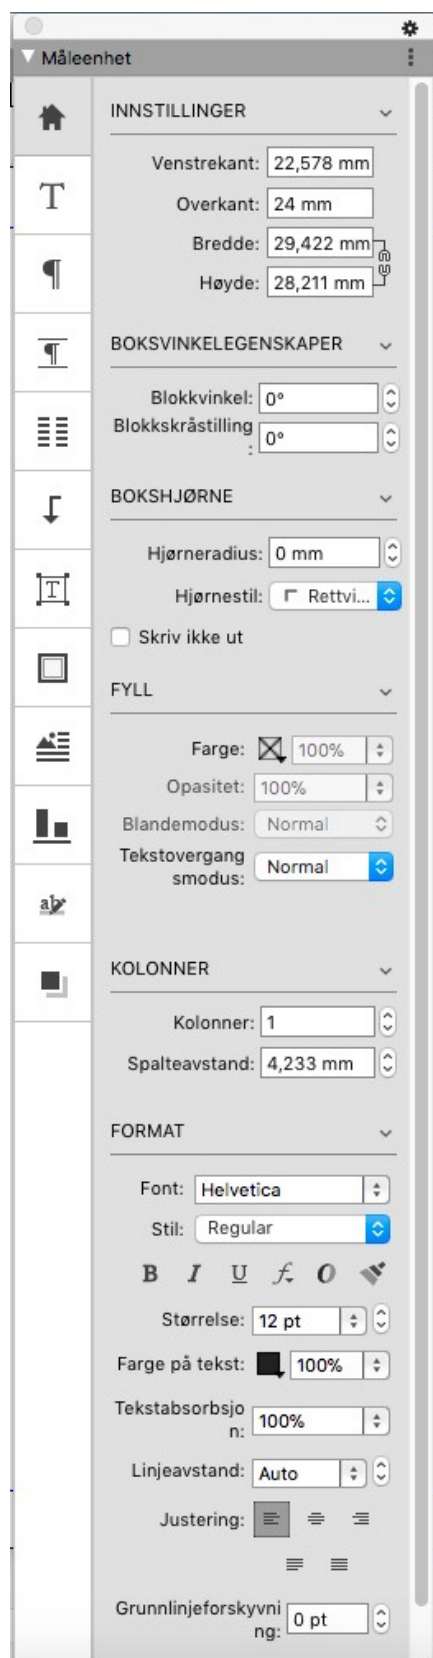 Måleenhet
INNSTILLINGER
Venstrekant: 22,578 mm
Overkant: 24 mm
Bredde: 29,422 mm
Høyde: 28,211 mm
BOKSVINKELEGENSKAPER
Blokkvinkel: 0°
Blokkskråstilling
: 0°
BOKSHJØRNE
Hjørneradius: 0 mm
Hjørnestil: Rettvi...
Skriv ikke ut
FYLL
Farge: 100%
Opasitet: 100%
Blandemodus: Normal
Tekstovergang
smodus: Normal
KOLONNER
Kolonner: 1
Spalteavstand: 4,233 mm
FORMAT
Font: Helvetica
Stil: Regular
B I U f O
Størrelse: 12 pt
Farge på tekst: 100%
Tekstabsorbsjo
n: 100%
Linjeavstand: Auto
Justering:
Grunnlinjeforskyvni
ng: 0 pt